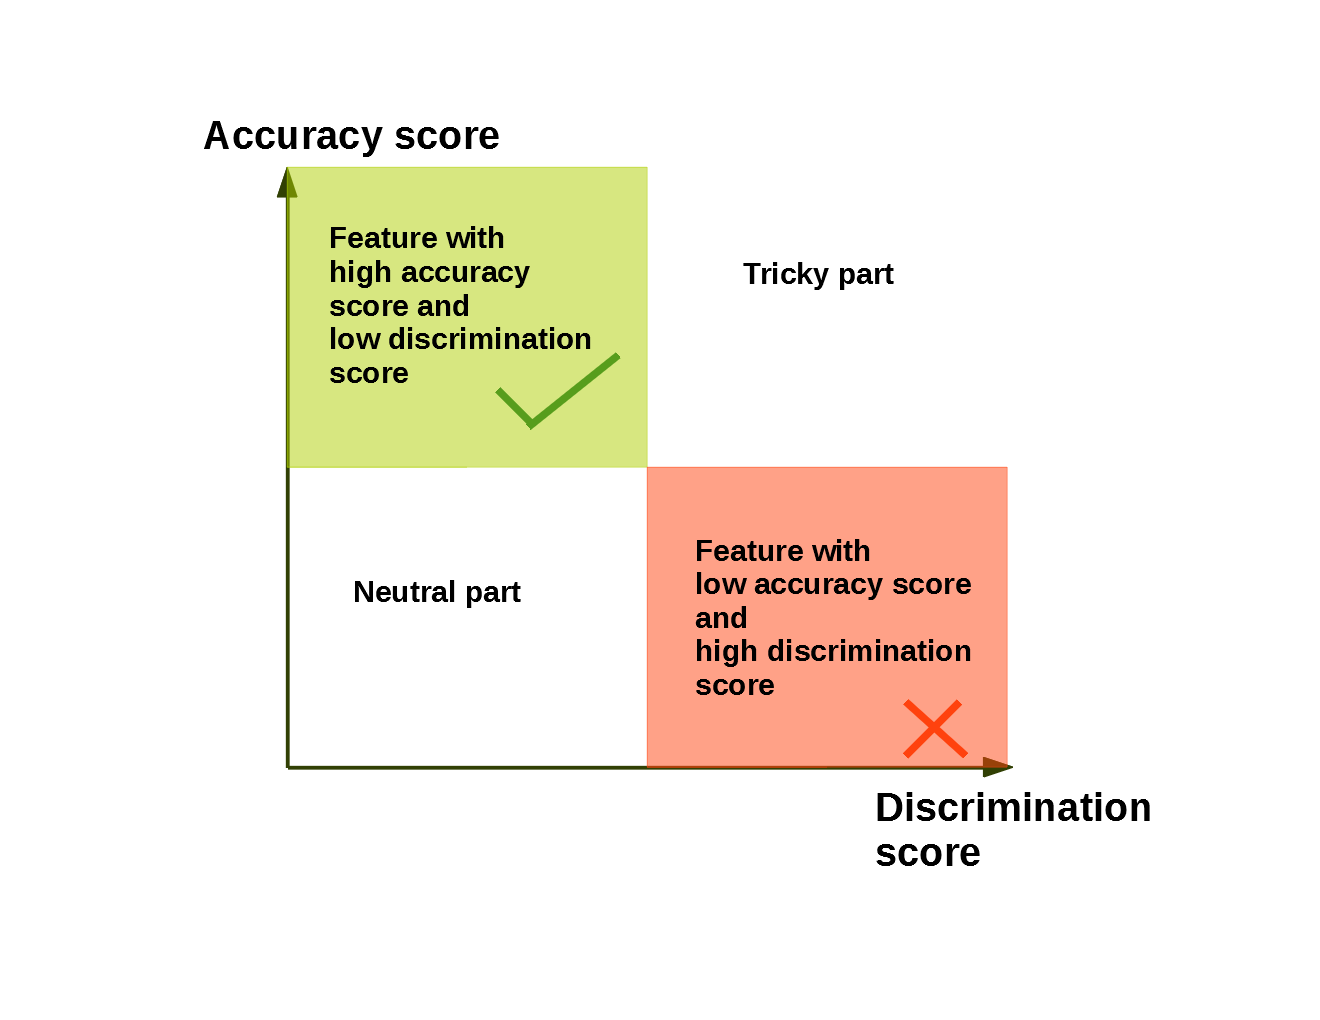 Accuracy score
Feature with
high accuracy
score and
low discrimination
score
Tricky part
Neutral part
Feature with
low accuracy score
and
high discrimination
score
Discrimination
score